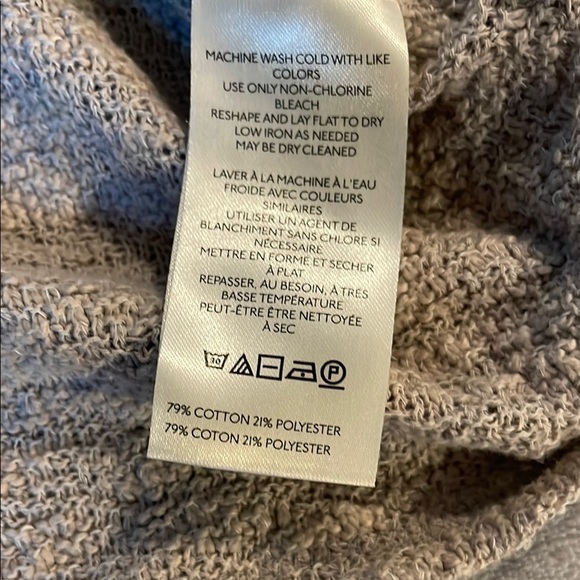 MACHINE WASH COLD WITH LIKE
COLORS
USE ONLY NON-CHLORINE
BLEACH
RESHAPE AND LAY FLAT TO DRY
LOW IRON AS NEEDED
MAY BE DRY CLEANED
LAVER À LA MACHINE À L'EAU
FROIDE AVEC COULEURS
SIMILAIRES
UTILISER UN AGENT DE
BLANCHIMENT SANS CHLORE SI
NÉCESSAIRE
METTRE EN FORME ET SECHER
À PLAT
REPASSER, AU BESOIN, À TRÈS
BASSE TEMPÉRATURE
PEUT-ÊTRE ÊTRE NETTOYÉE
À SEC
30 P
79% COTTON 21% POLYESTER
79% COTON 21% POLYESTER